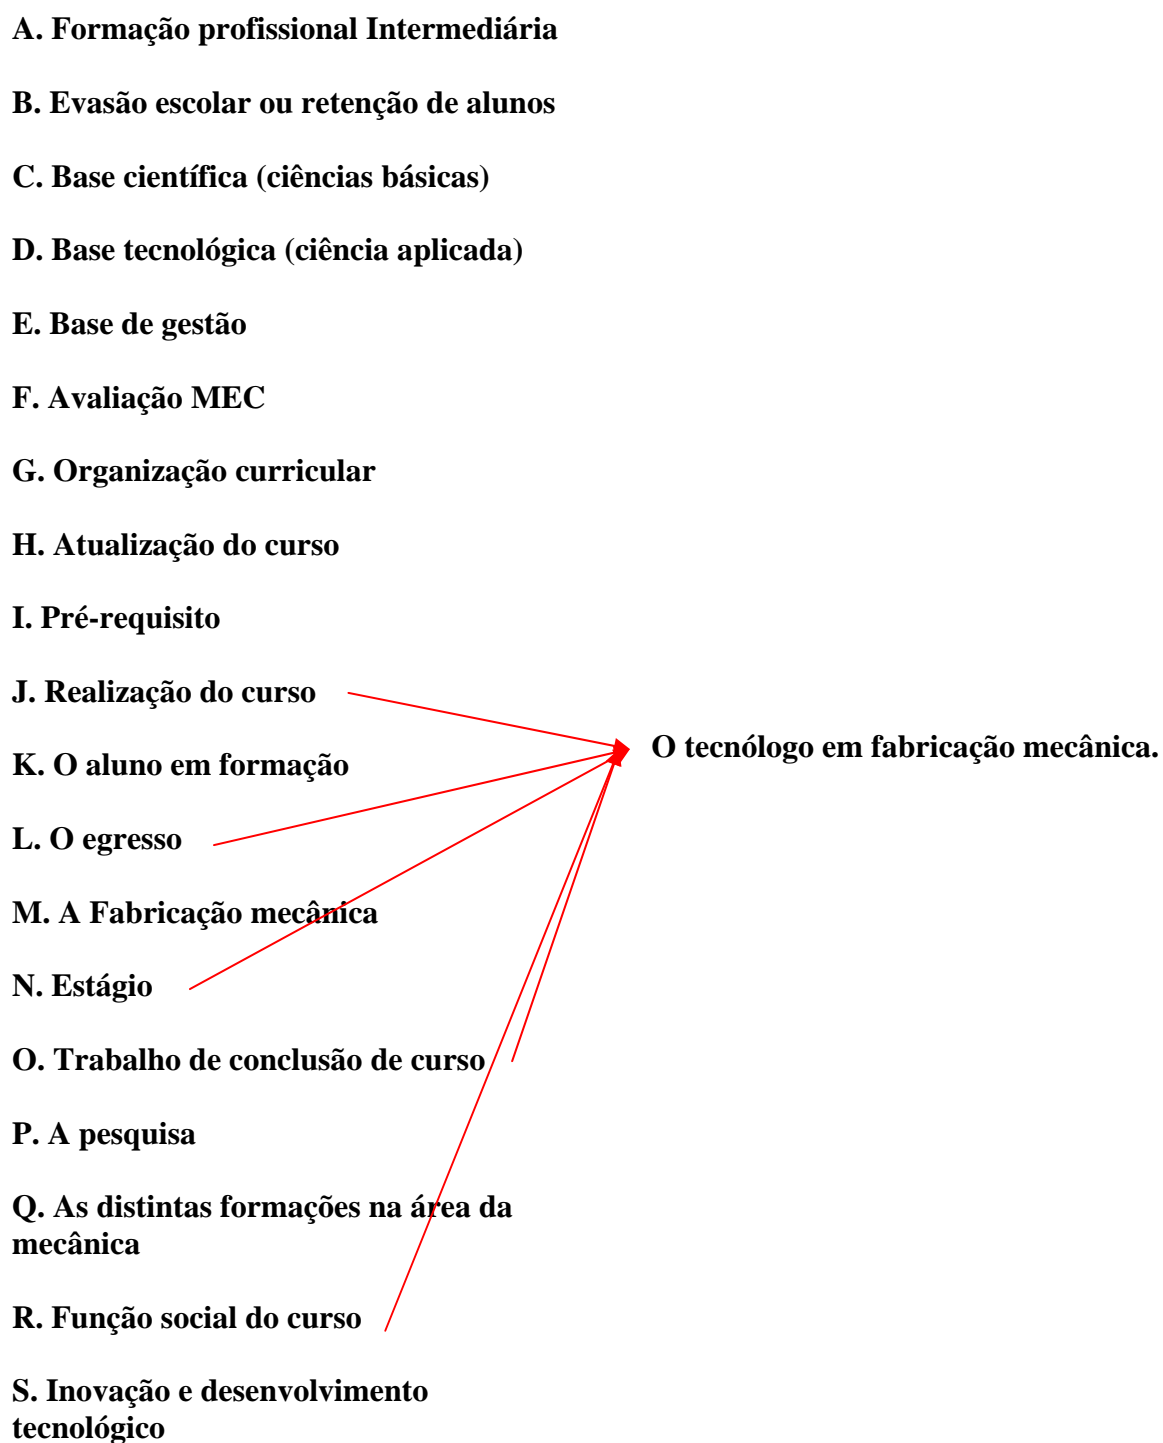 A. Formação profissional Intermediária
B. Evasão escolar ou retenção de alunos
C. Base científica (ciências básicas)
D. Base tecnológica (ciência aplicada)
E. Base de gestão
F. Avaliação MEC
G. Organização curricular
H. Atualização do curso
I. Pré-requisito
J. Realização do curso
O tecnólogo em fabricação mecânica.
K. O aluno em formação
L. O egresso
M. A Fabricação mecânica
N. Estágio
O. Trabalho de conclusão de curso
P. A pesquisa
Q. As distintas formações na área da
mecânica
R. Função social do curso
S. Inovação e desenvolvimento
tecnológico